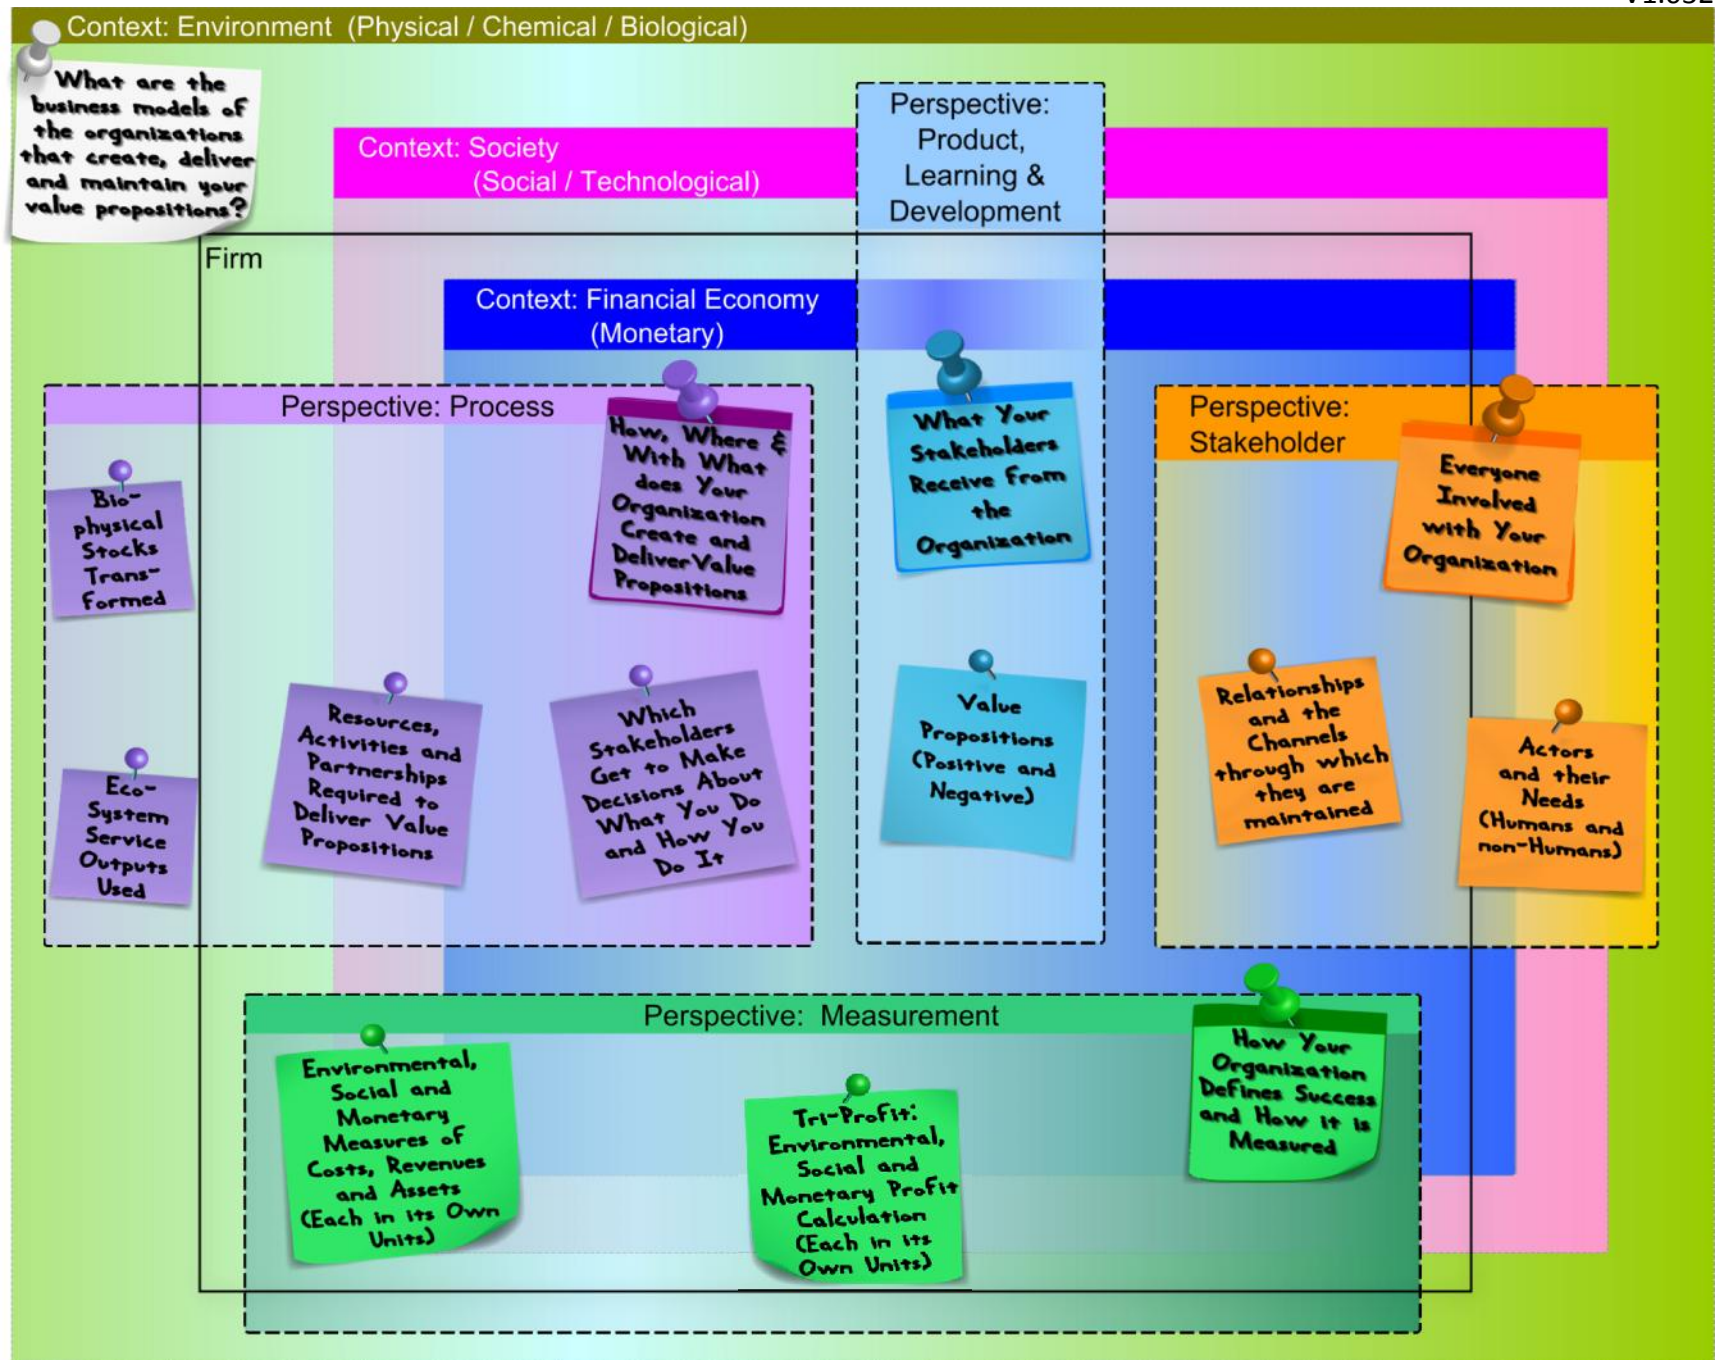 Context: Environment (Physical / Chemical / Biological)
What are the
business models of
the organizations
that create, deliver
and maintain your
value propositions?
Context: Society
(Social / Technological)
Perspective:
Product,
Learning &
Development
Firm
Context: Financial Economy
(Monetary)
Perspective: Process
How, Where &
With What
does Your
Organization
Create and
Deliver Value
Propositions
Bio-
physical
Stocks
Trans-
formed
Eco-
System
Service
Outputs
Used
Resources,
Activities and
Partnerships
Required to
Deliver Value
Propositions
Which
Stakeholders
Get to Make
Decisions About
What You Do
and How You
Do It
What Your
Stakeholders
Receive from
the
Organization
Value
Propositions
(Positive and
Negative)
Perspective:
Stakeholder
Everyone
Involved
with Your
Organization
Relationships
and the
Channels
through which
they are
maintained
Actors
and their
Needs
(Humans and
non-Humans)
Perspective: Measurement
Environmental,
Social and
Monetary
Measures of
Costs, Revenues
and Assets
(Each in its Own
Units)
Tri-Profit:
Environmental,
Social and
Monetary Profit
Calculation
(Each in its
Own Units)
How Your
Organization
Defines Success
and How it is
Measured